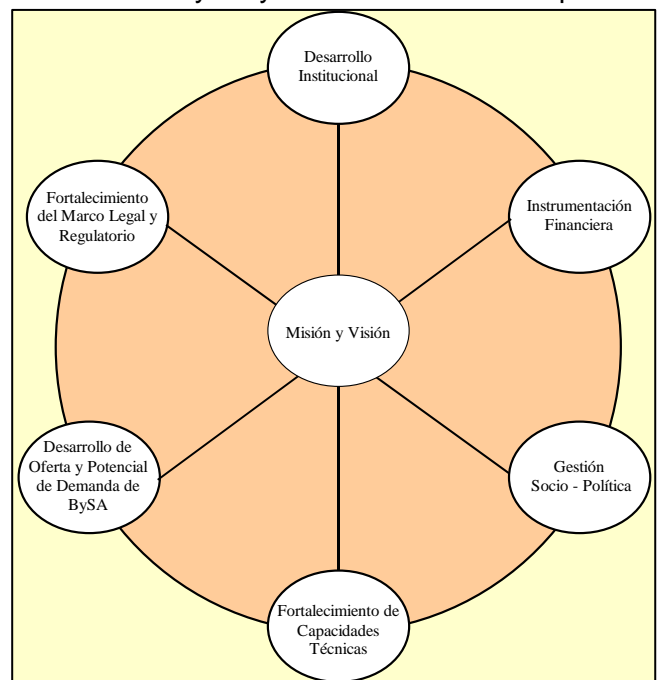 Desarrollo
Institucional
Fortalecimiento
del Marco Legal y
Regulatorio
Instrumentación
Financiera
Misión y Visión
Desarrollo de
Oferta y Potencial
de Demanda de
BySA
Gestión
Socio - Política
Fortalecimiento de
Capacidades
Técnicas